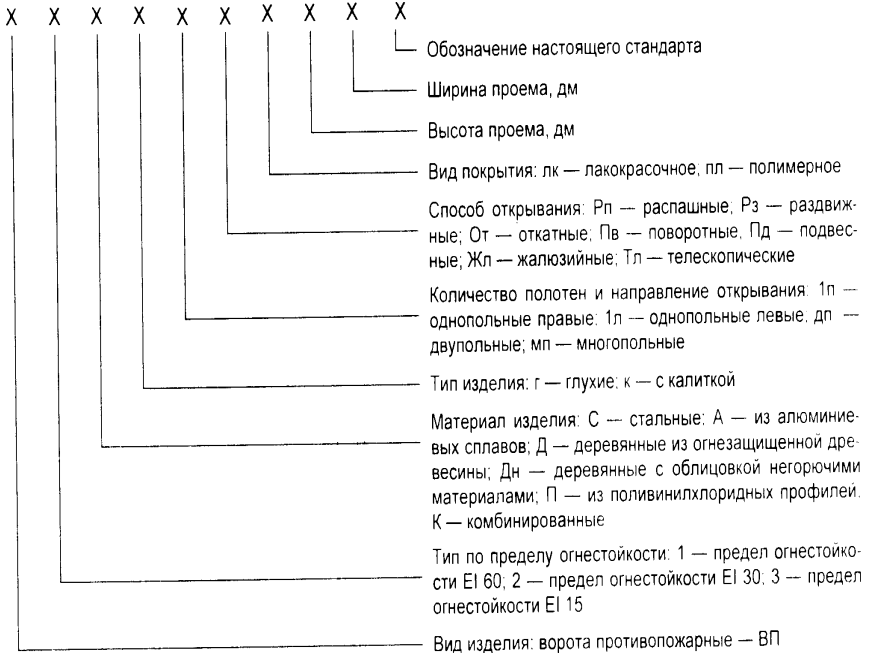 Х Х Х Х Х Х Х Х Х Х
Обозначение настоящего стандарта
Ширина проема, дм
Высота проема, дм
Вид покрытия: лк — лакокрасочное; пл — полимерное
Способ открывания: Рп — распашные; Рз — раздвиж-
ные; От — откатные; Пв — поворотные, Пд — подвес-
ные; Жл — жалюзийные; Тл — телескопические
Количество полотен и направление открывания: 1п —
однопольные правые: 1л — однопольные левые, дп —
двупольные; мп — многопольные
Тип изделия: г — глухие; к — с калиткой
Материал изделия: С — стальные; А — из алюминие-
вых сплавов; Д — деревянные из огнезащищенной дре-
весины; Дн — деревянные с облицовкой негорючими
материалами; П — из поливинилхлоридных профилей.
К — комбинированные
Тип по пределу огнестойкости: 1 — предел огнестойко-
сти EI 60; 2 — предел огнестойкости EI 30; 3 — предел
огнестойкости EI 15
Вид изделия: ворота противопожарные — ВП